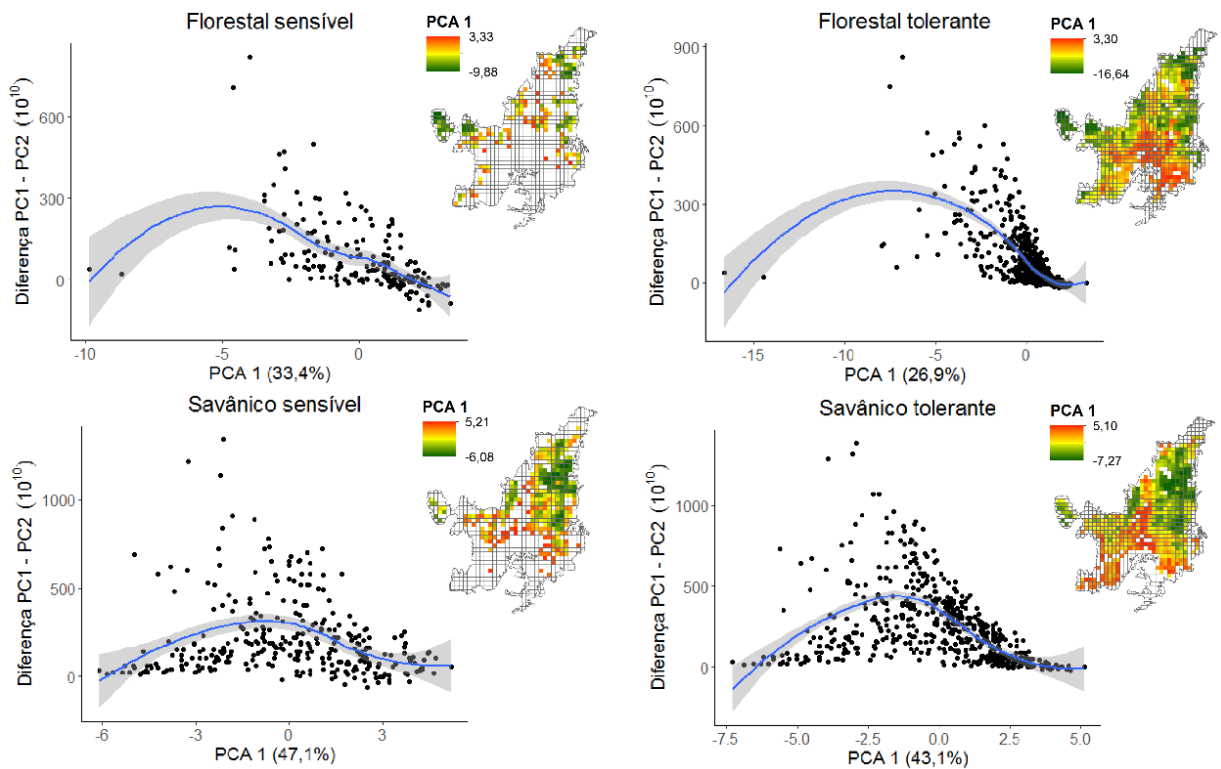 Florestal sensível
PCA 1
3,33
-9,88
Diferença PC1 - PC2 (10^10)
600
300
0
-10
-5
0
PCA 1 (33,4%)
Florestal tolerante
PCA 1
3,30
-16,64
Diferença PC1 - PC2 (10^10)
900
600
300
0
-15
-10
-5
0
PCA 1 (26,9%)
Savânico sensível
PCA 1
5,21
-6,08
Diferença PC1 - PC2 (10^10)
1000
500
0
-6
-3
0
3
PCA 1 (47,1%)
Savânico tolerante
PCA 1
5,10
-7,27
Diferença PC1 - PC2 (10^10)
1000
500
0
-7.5
-5.0
-2.5
0.0
2.5
5.0
PCA 1 (43,1%)